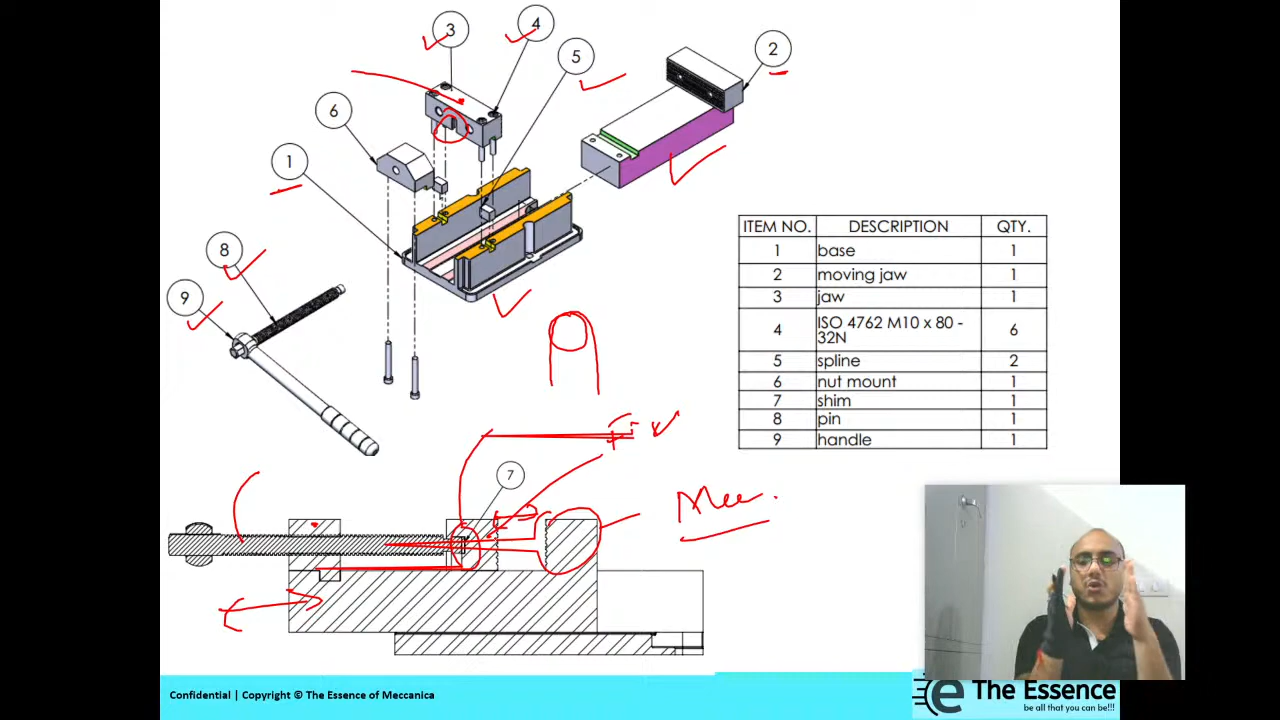 3
4
5
2
6
1
8
9
ITEM NO. DESCRIPTION QTY.
1 base 1
2 moving jaw 1
3 jaw 1
4 ISO 4762 M10 x 80 - 32N 6
5 spline 2
6 nut mount 1
7 shim 1
8 pin 1
9 handle 1
7
Confidential | Copyright © The Essence of Meccanica
e The Essence
be all that you can be!!!